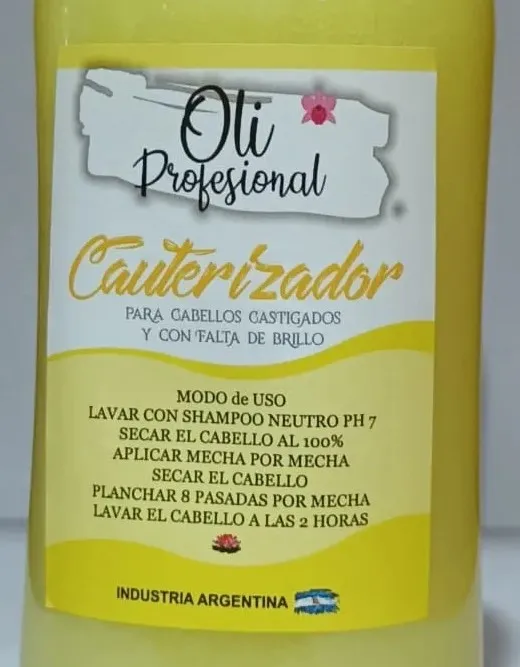 Oli
Profesional
Cauterizador
PARA CABELLOS CASTIGADOS
Y CON FALTA DE BRILLO
MODO de USO
LAVAR CON SHAMPOO NEUTRO PH 7
SECAR EL CABELLO AL 100%
APLICAR MECHA POR MECHA
SECAR EL CABELLO
PLANCHAR 8 PASADAS POR MECHA
LAVAR EL CABELLO A LAS 2 HORAS
INDUSTRIA ARGENTINA